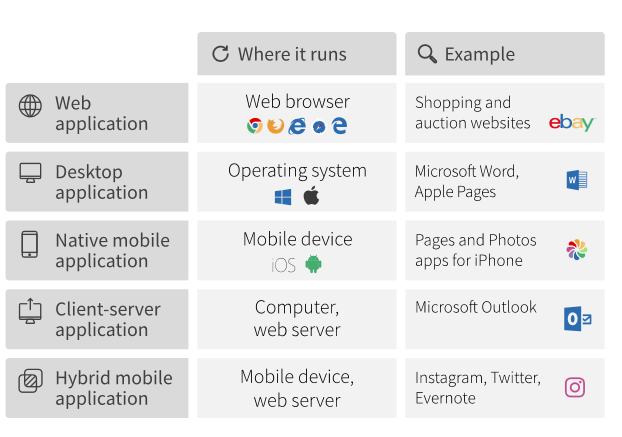 Where it runs
Example
Web
application
Web browser
Shopping and
auction websites
ebay
Desktop
application
Operating system
Microsoft Word,
Apple Pages
W
Native mobile
application
Mobile device
iOS
Pages and Photos
apps for iPhone
Client-server
application
Computer,
web server
Microsoft Outlook
O
Hybrid mobile
application
Mobile device,
web server
Instagram, Twitter,
Evernote